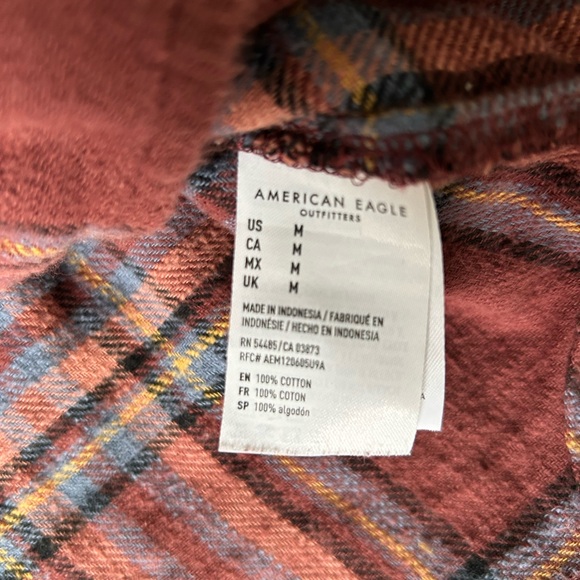 AMERICAN EAGLE
OUTFITTERS
US M
CA M
MX M
UK M
MADE IN INDONESIA / FABRIQUÉ EN
INDONÉSIE / HECHO EN INDONESIA
RN 54485 / CA 03873
RFC# AEM120605U9A
EN 100% COTTON
FR 100% COTON
SP 100% algodón
A